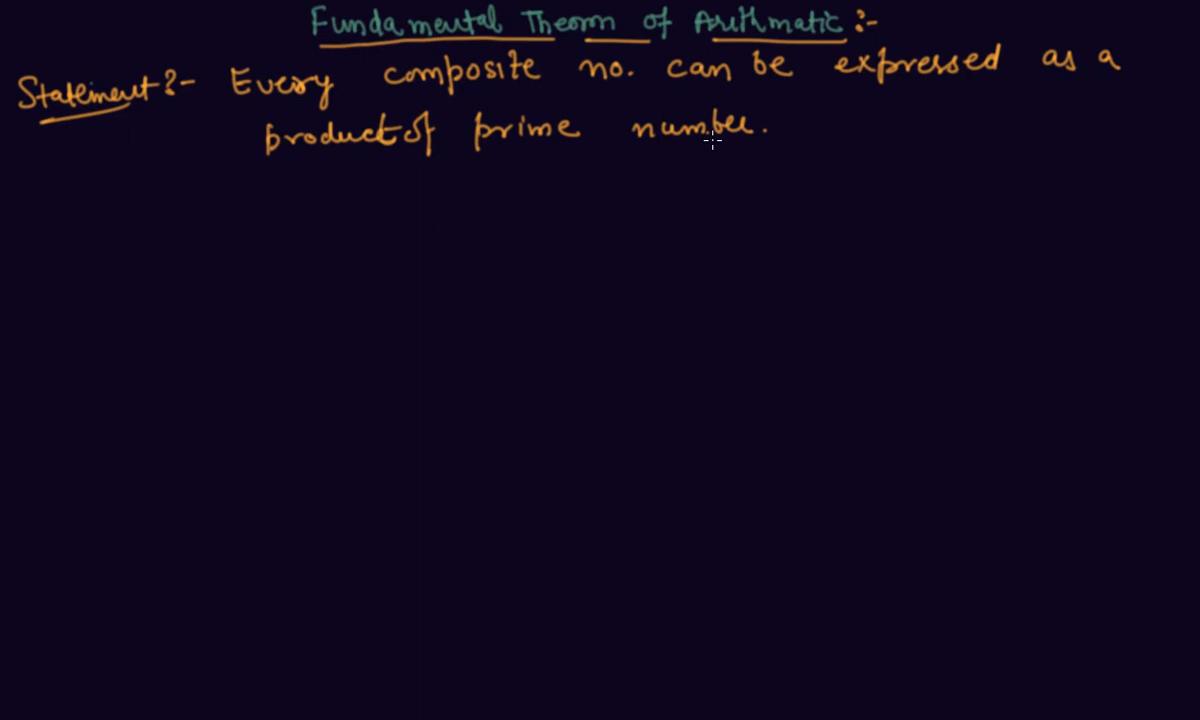 Fundamental Theorm of Arithmatic :-
Statement :- Every composite no. can be expressed as a
product of prime number.